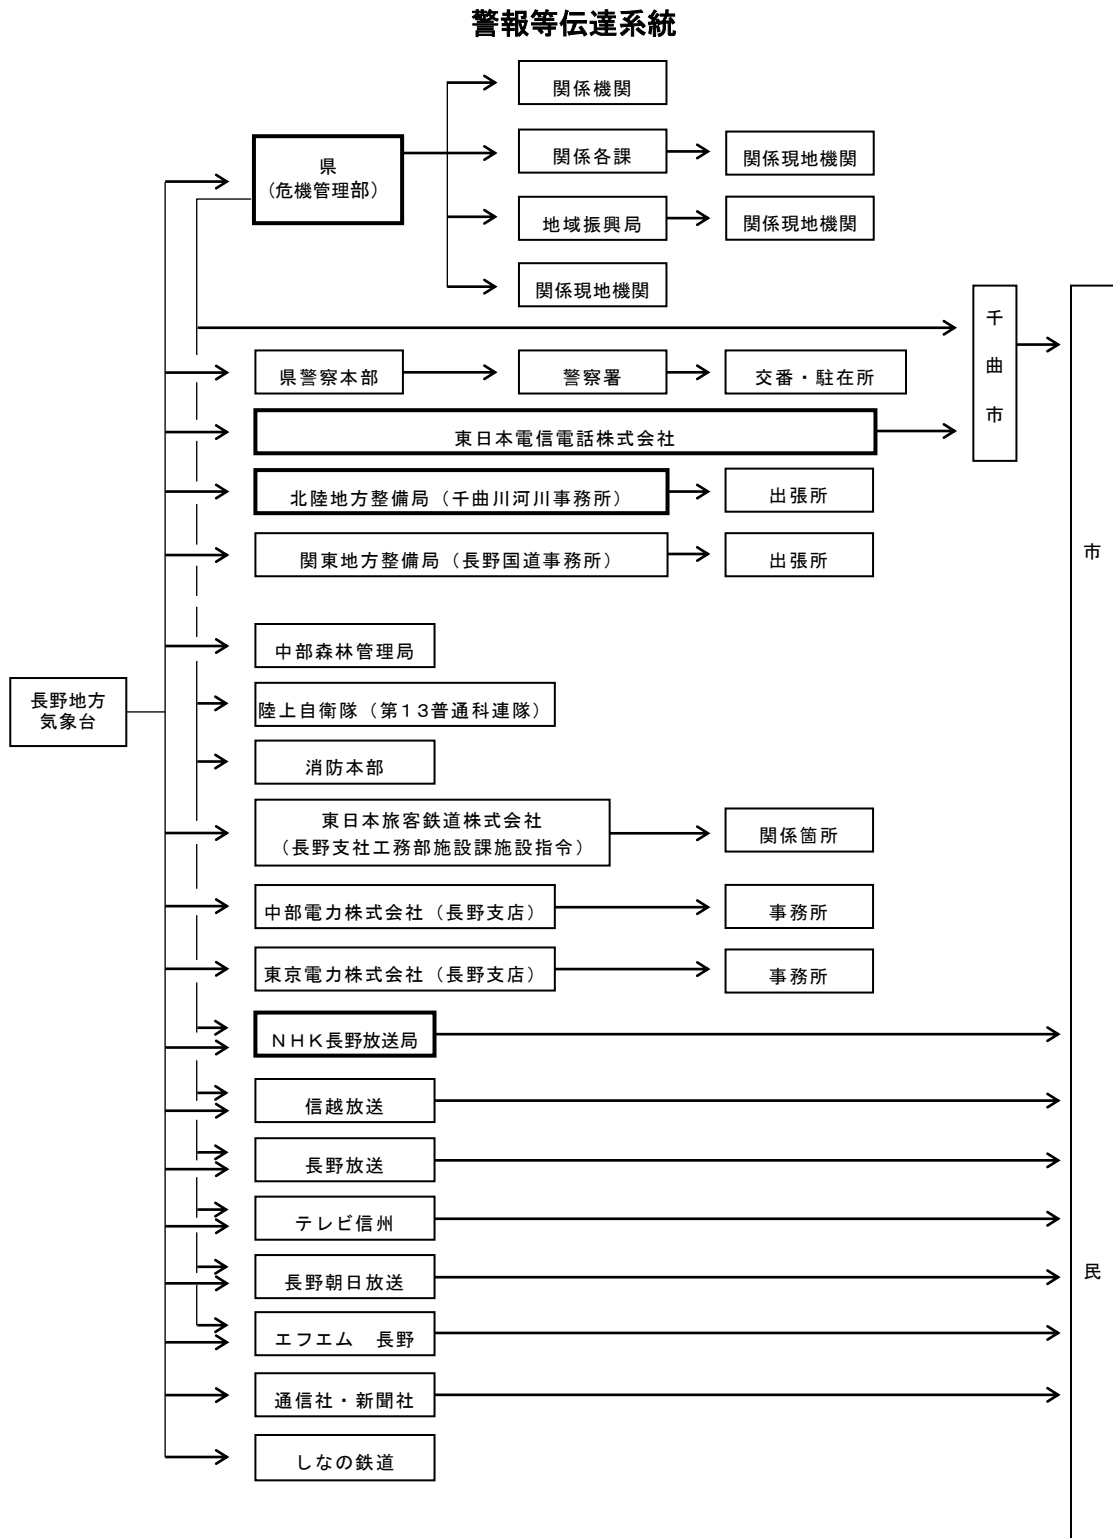 警報等伝達系統
関係機関
県
（危機管理部）
関係各課
関係現地機関
地域振興局
関係現地機関
関係現地機関
千曲市
県警察本部
警察署
交番・駐在所
東日本電信電話株式会社
北陸地方整備局（千曲川河川事務所）
出張所
関東地方整備局（長野国道事務所）
出張所
市民
中部森林管理局
長野地方
気象台
陸上自衛隊（第１３普通科連隊）
消防本部
東日本旅客鉄道株式会社
（長野支社工務部施設課施設指令）
関係箇所
中部電力株式会社（長野支店）
事務所
東京電力株式会社（長野支店）
事務所
ＮＨＫ長野放送局
信越放送
長野放送
テレビ信州
長野朝日放送
エフエム　長野
通信社・新聞社
しなの鉄道